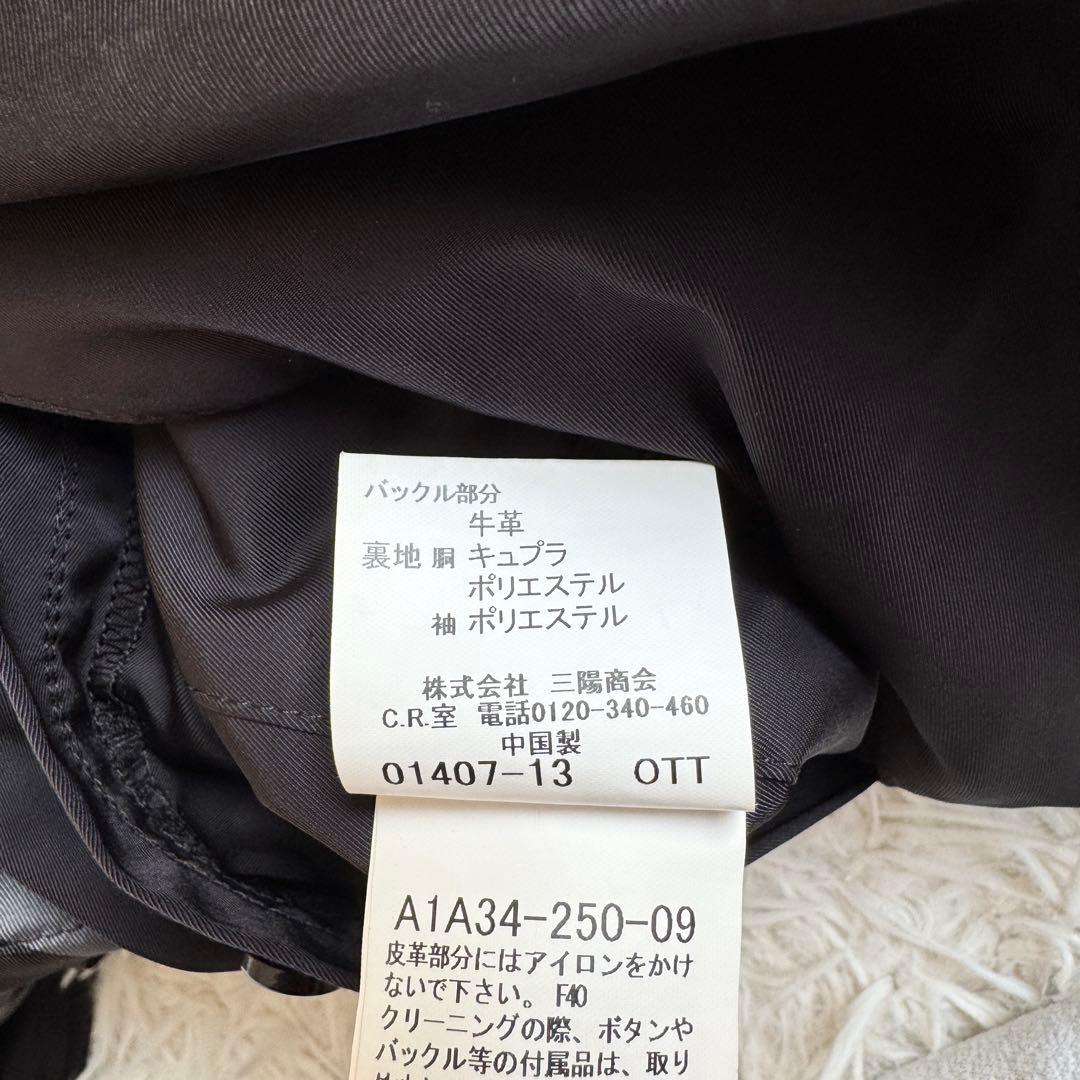 バックル部分
牛革
裏地 胴 キュプラ
ポリエステル
袖 ポリエステル
株式会社 三陽商会
C.R.室 電話0120-340-460
中国製
01407-13 OTT
A1A34-250-09
皮革部分にはアイロンをかけ
ないで下さい。 F40
クリーニングの際、ボタンや
バックル等の付属品は、取り